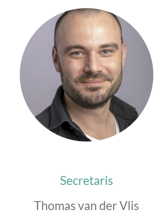 Secretaris
Thomas van der Vlis